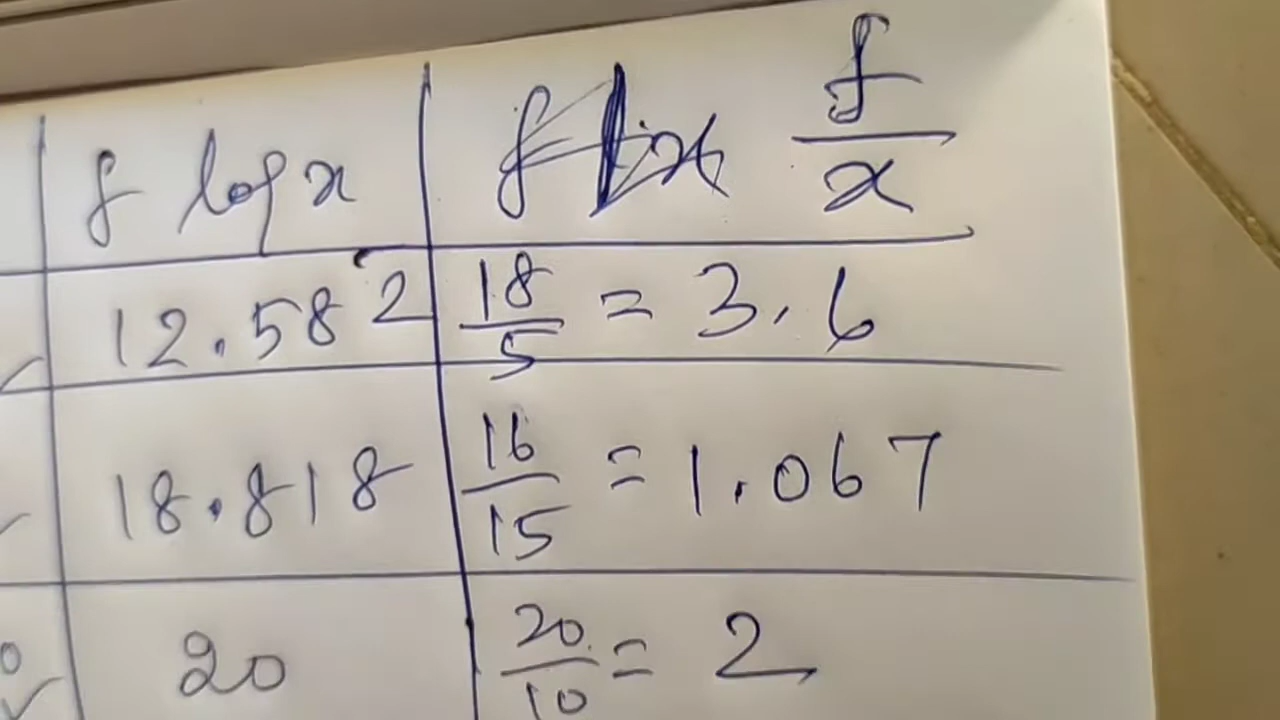 f log x f/x
12.582 18/5 = 3.6
18.818 16/15 = 1.067
20 20/10 = 2